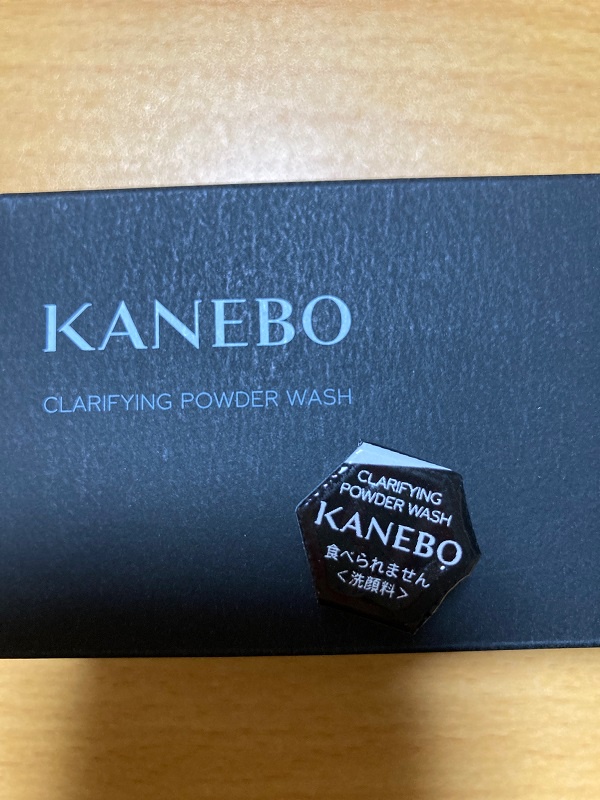 KANEBO
CLARIFYING POWDER WASH
CLARIFYING
POWDER WASH
KANEBO
食べられません
<洗顔料>